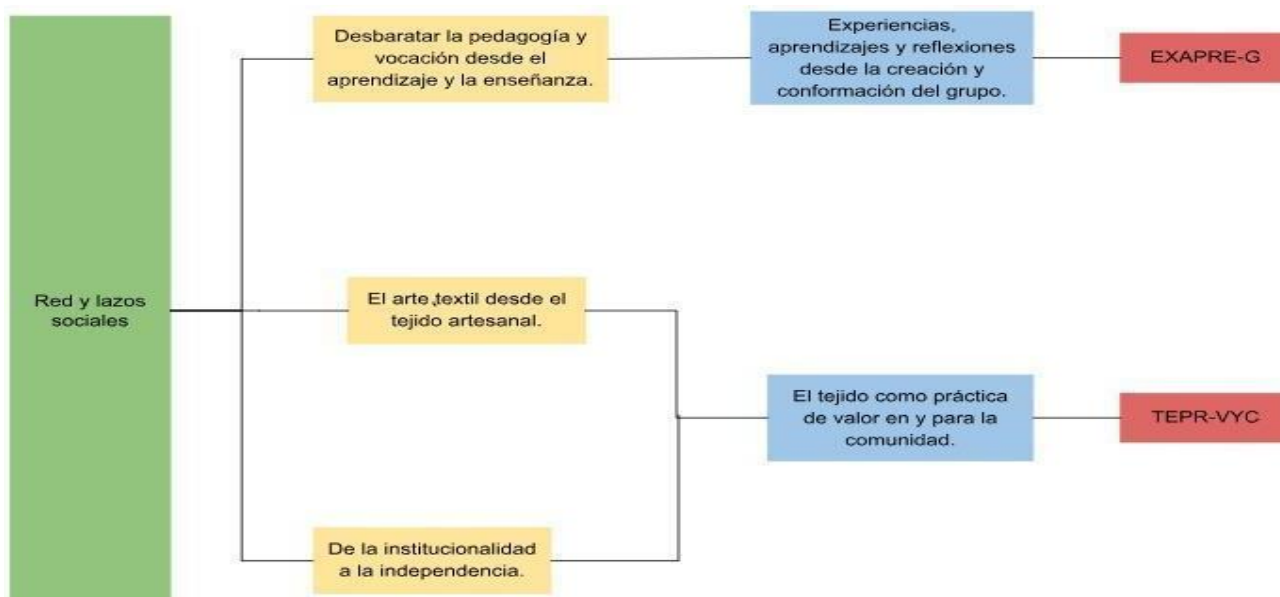 Red y lazos
sociales
Desbaratar la pedagogía y
vocación desde el
aprendizaje y la enseñanza.
Experiencias,
aprendizajes y reflexiones
desde la creación y
conformación del grupo.
EXAPRE-G
El arte,textil desde el
tejido artesanal.
El tejido como práctica
de valor en y para la
comunidad.
TEPR-VYC
De la institucionalidad
a la independencia.